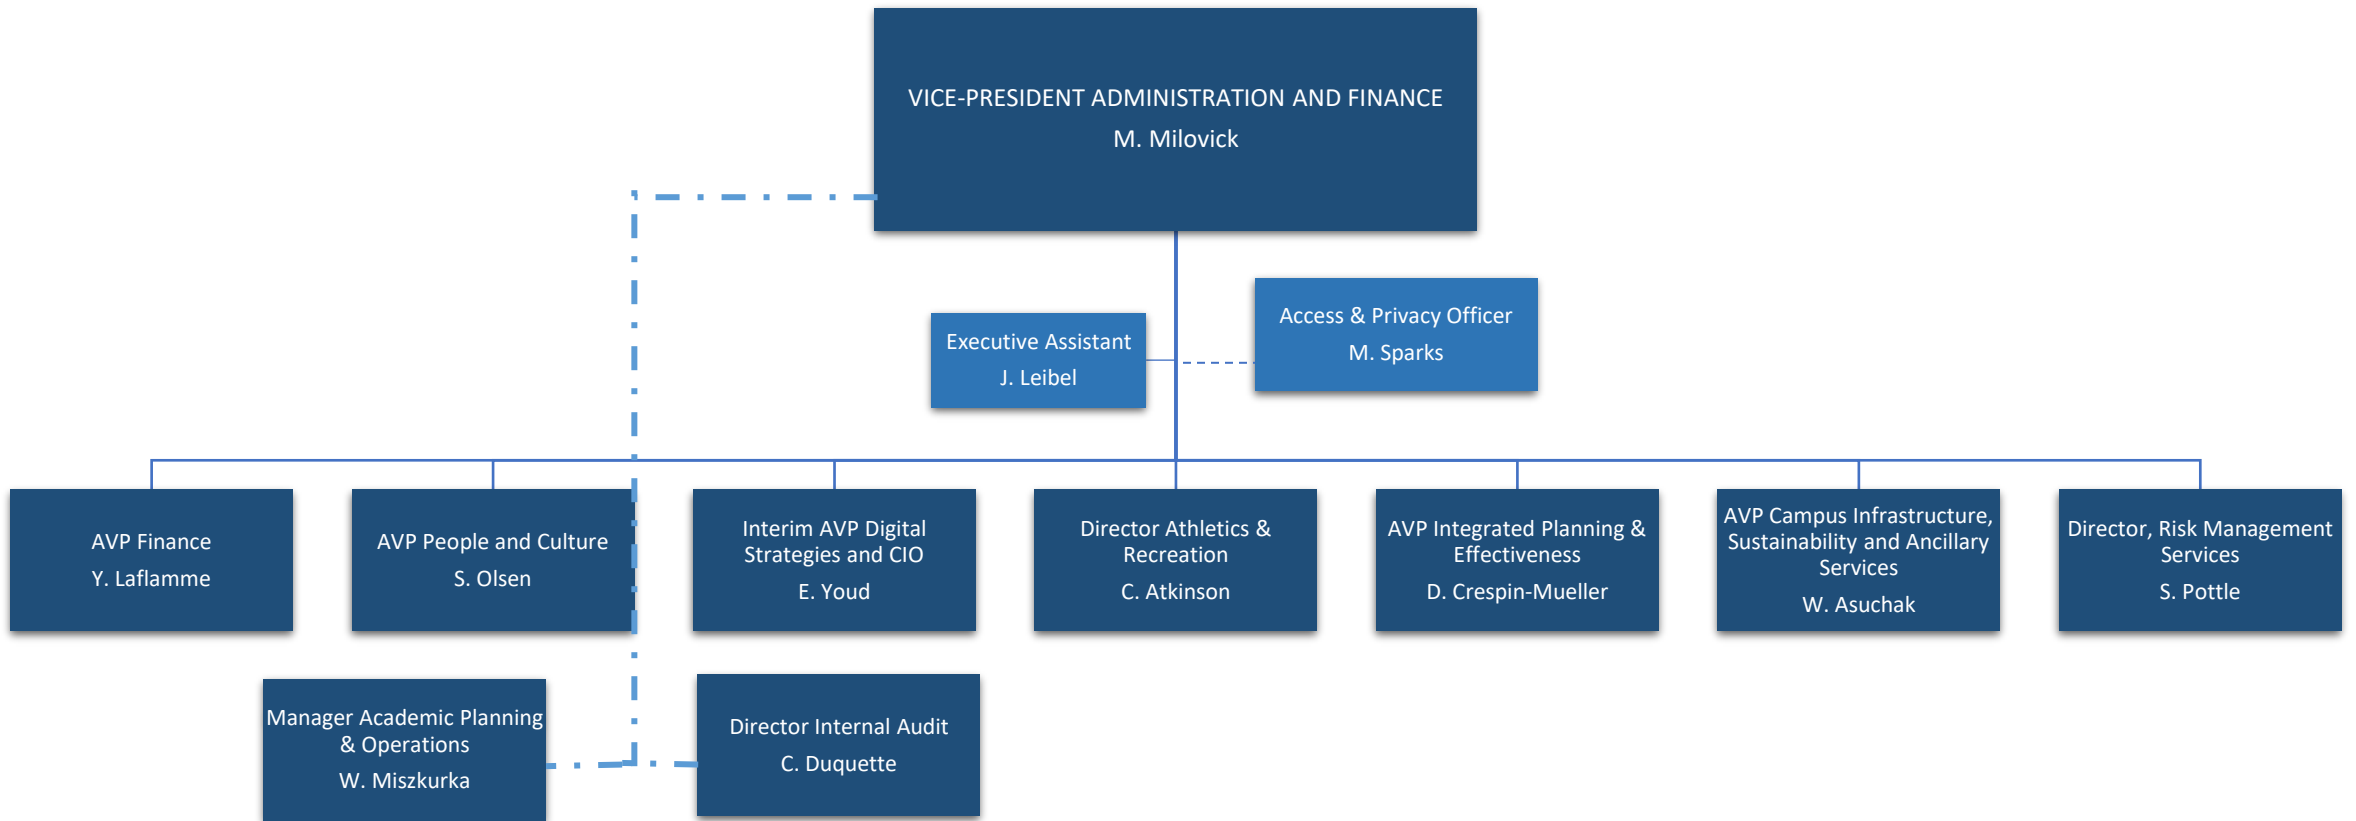 VICE-PRESIDENT ADMINISTRATION AND FINANCE
M. Milovick
Executive Assistant
J. Leibel
Access & Privacy Officer
M. Sparks
AVP Finance
Y. Laflamme
AVP People and Culture
S. Olsen
Interim AVP Digital
Strategies and CIO
E. Youd
Director Athletics &
Recreation
C. Atkinson
AVP Integrated Planning &
Effectiveness
D. Crespin-Mueller
AVP Campus Infrastructure,
Sustainability and Ancillary
Services
W. Asuchak
Director, Risk Management
Services
S. Pottle
Manager Academic Planning
& Operations
W. Miszkurka
Director Internal Audit
C. Duquette